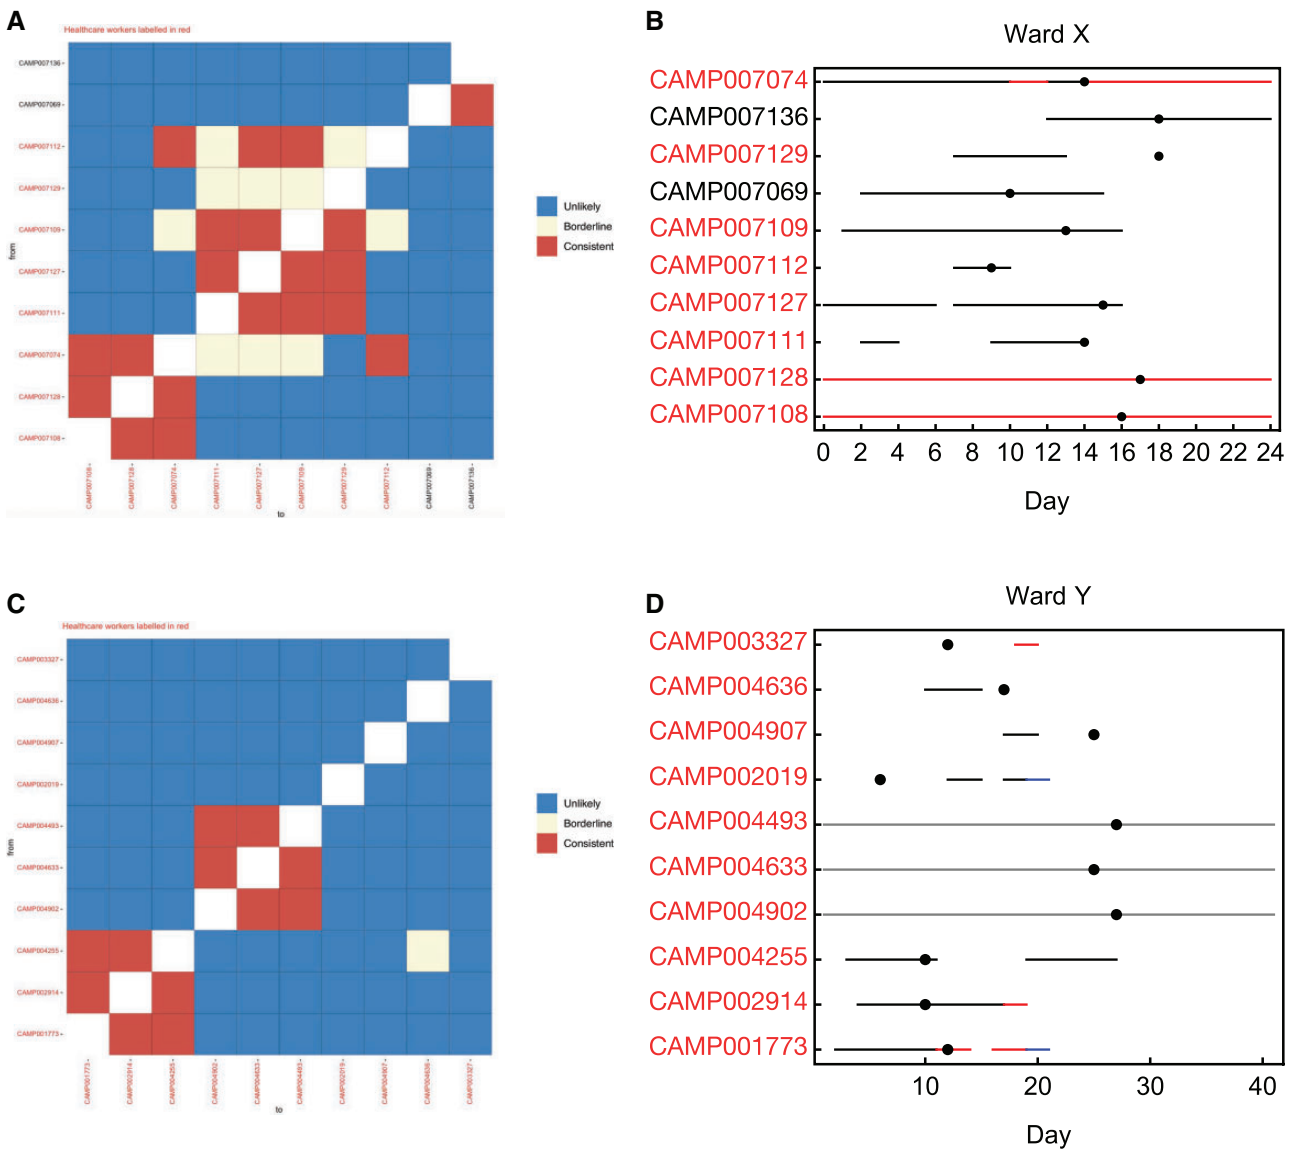 A
Healthcare workers labelled in red
CAMP007136
CAMP007069
CAMP007112
CAMP007129
CAMP007109
CAMP007127
CAMP007111
CAMP007074
CAMP007128
CAMP007108
from
CAMP007108
CAMP007128
CAMP007074
CAMP007111
CAMP007127
CAMP007109
CAMP007129
CAMP007112
CAMP007069
CAMP007136
to
Unlikely
Borderline
Consistent
B
Ward X
CAMP007074
CAMP007136
CAMP007129
CAMP007069
CAMP007109
CAMP007112
CAMP007127
CAMP007111
CAMP007128
CAMP007108
0 2 4 6 8 10 12 14 16 18 20 22 24
Day
C
Healthcare workers labelled in red
CAMP003327
CAMP004636
CAMP004907
CAMP002019
CAMP004493
CAMP004633
CAMP004902
CAMP004255
CAMP002914
CAMP001773
from
CAMP001773
CAMP002914
CAMP004255
CAMP004902
CAMP004633
CAMP004493
CAMP002019
CAMP004907
CAMP004636
CAMP003327
to
Unlikely
Borderline
Consistent
D
Ward Y
CAMP003327
CAMP004636
CAMP004907
CAMP002019
CAMP004493
CAMP004633
CAMP004902
CAMP004255
CAMP002914
CAMP001773
10 20 30 40
Day